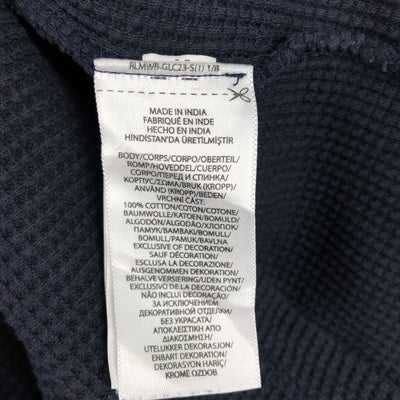 RLMWB-GLC23-S(1) 1/6
MADE IN INDIA
FABRIQUÉ EN INDE
HECHO EN INDIA
HİNDİSTAN'DA ÜRETİLMİŞTİR
BODY/CORPS/CORPO/OBERTEIL/
ROMP/HOVEDDEL/CUERPO/
CORPO/ПЕРЕД И СПИНКА/
КОРПУС/ΣΩΜΑ/BRUK (KROPP)/
ANVÄND (KROPP)/BEDEN/
VRCHNÍ ČÁST:
100% COTTON/COTONE/COTON/
BAUMWOLLE/KATOEN/BOMULD/
ALGODÓN/ALGODÃO/ХЛОПОК/
ПАМУК/ΒΑΜΒΑΚΙ/BOMULL/
BOMULL/PAMUK/BAVLNA
EXCLUSIVE OF DECORATION
SAUF DÉCORATION
ESCLUSA LA DECORAZIONE/
AUSGENOMMEN DEKORATION/
BEHALVE VERSIERING/UDEN PYNT/
EXCLUSIVO DE LA DECORACIÓN/
NÃO INCLUI DECORAÇÃO/
ЗА ИСКЛЮЧЕНИЕМ
ДЕКОРАТИВНОЙ ОТДЕЛКИ/
БЕЗ УКРАСАТА/
ΑΠΟΚΛΕΙΣΤΙΚΗ ΑΠΟ
ΔΙΑΚΟΣΜΗΣΗ/
UTELUKKER DEKORASJON/
ENBART DEKORATION
DEKORASYON HARİÇ/
KROMĚ OZDOB